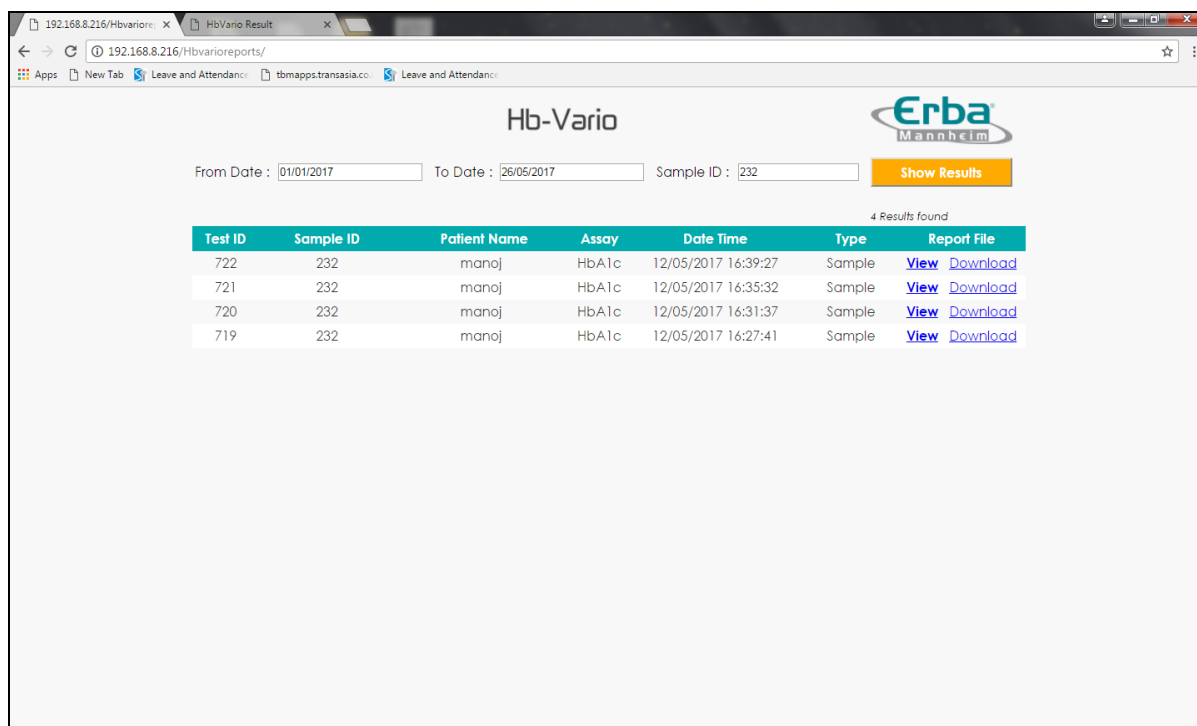 192.168.8.216/Hbvariore HbVario Result
192.168.8.216/Hbvarioreports/
Apps New Tab Leave and Attendance tbmapps.transasia.co. Leave and Attendance
Hb-Vario
Erba
Mannheim
From Date : 01/01/2017 To Date : 26/05/2017 Sample ID : 232 Show Results
4 Results found
Test ID Sample ID Patient Name Assay Date Time Type Report File
722 232 manoj HbA1c 12/05/2017 16:39:27 Sample View Download
721 232 manoj HbA1c 12/05/2017 16:35:32 Sample View Download
720 232 manoj HbA1c 12/05/2017 16:31:37 Sample View Download
719 232 manoj HbA1c 12/05/2017 16:27:41 Sample View Download